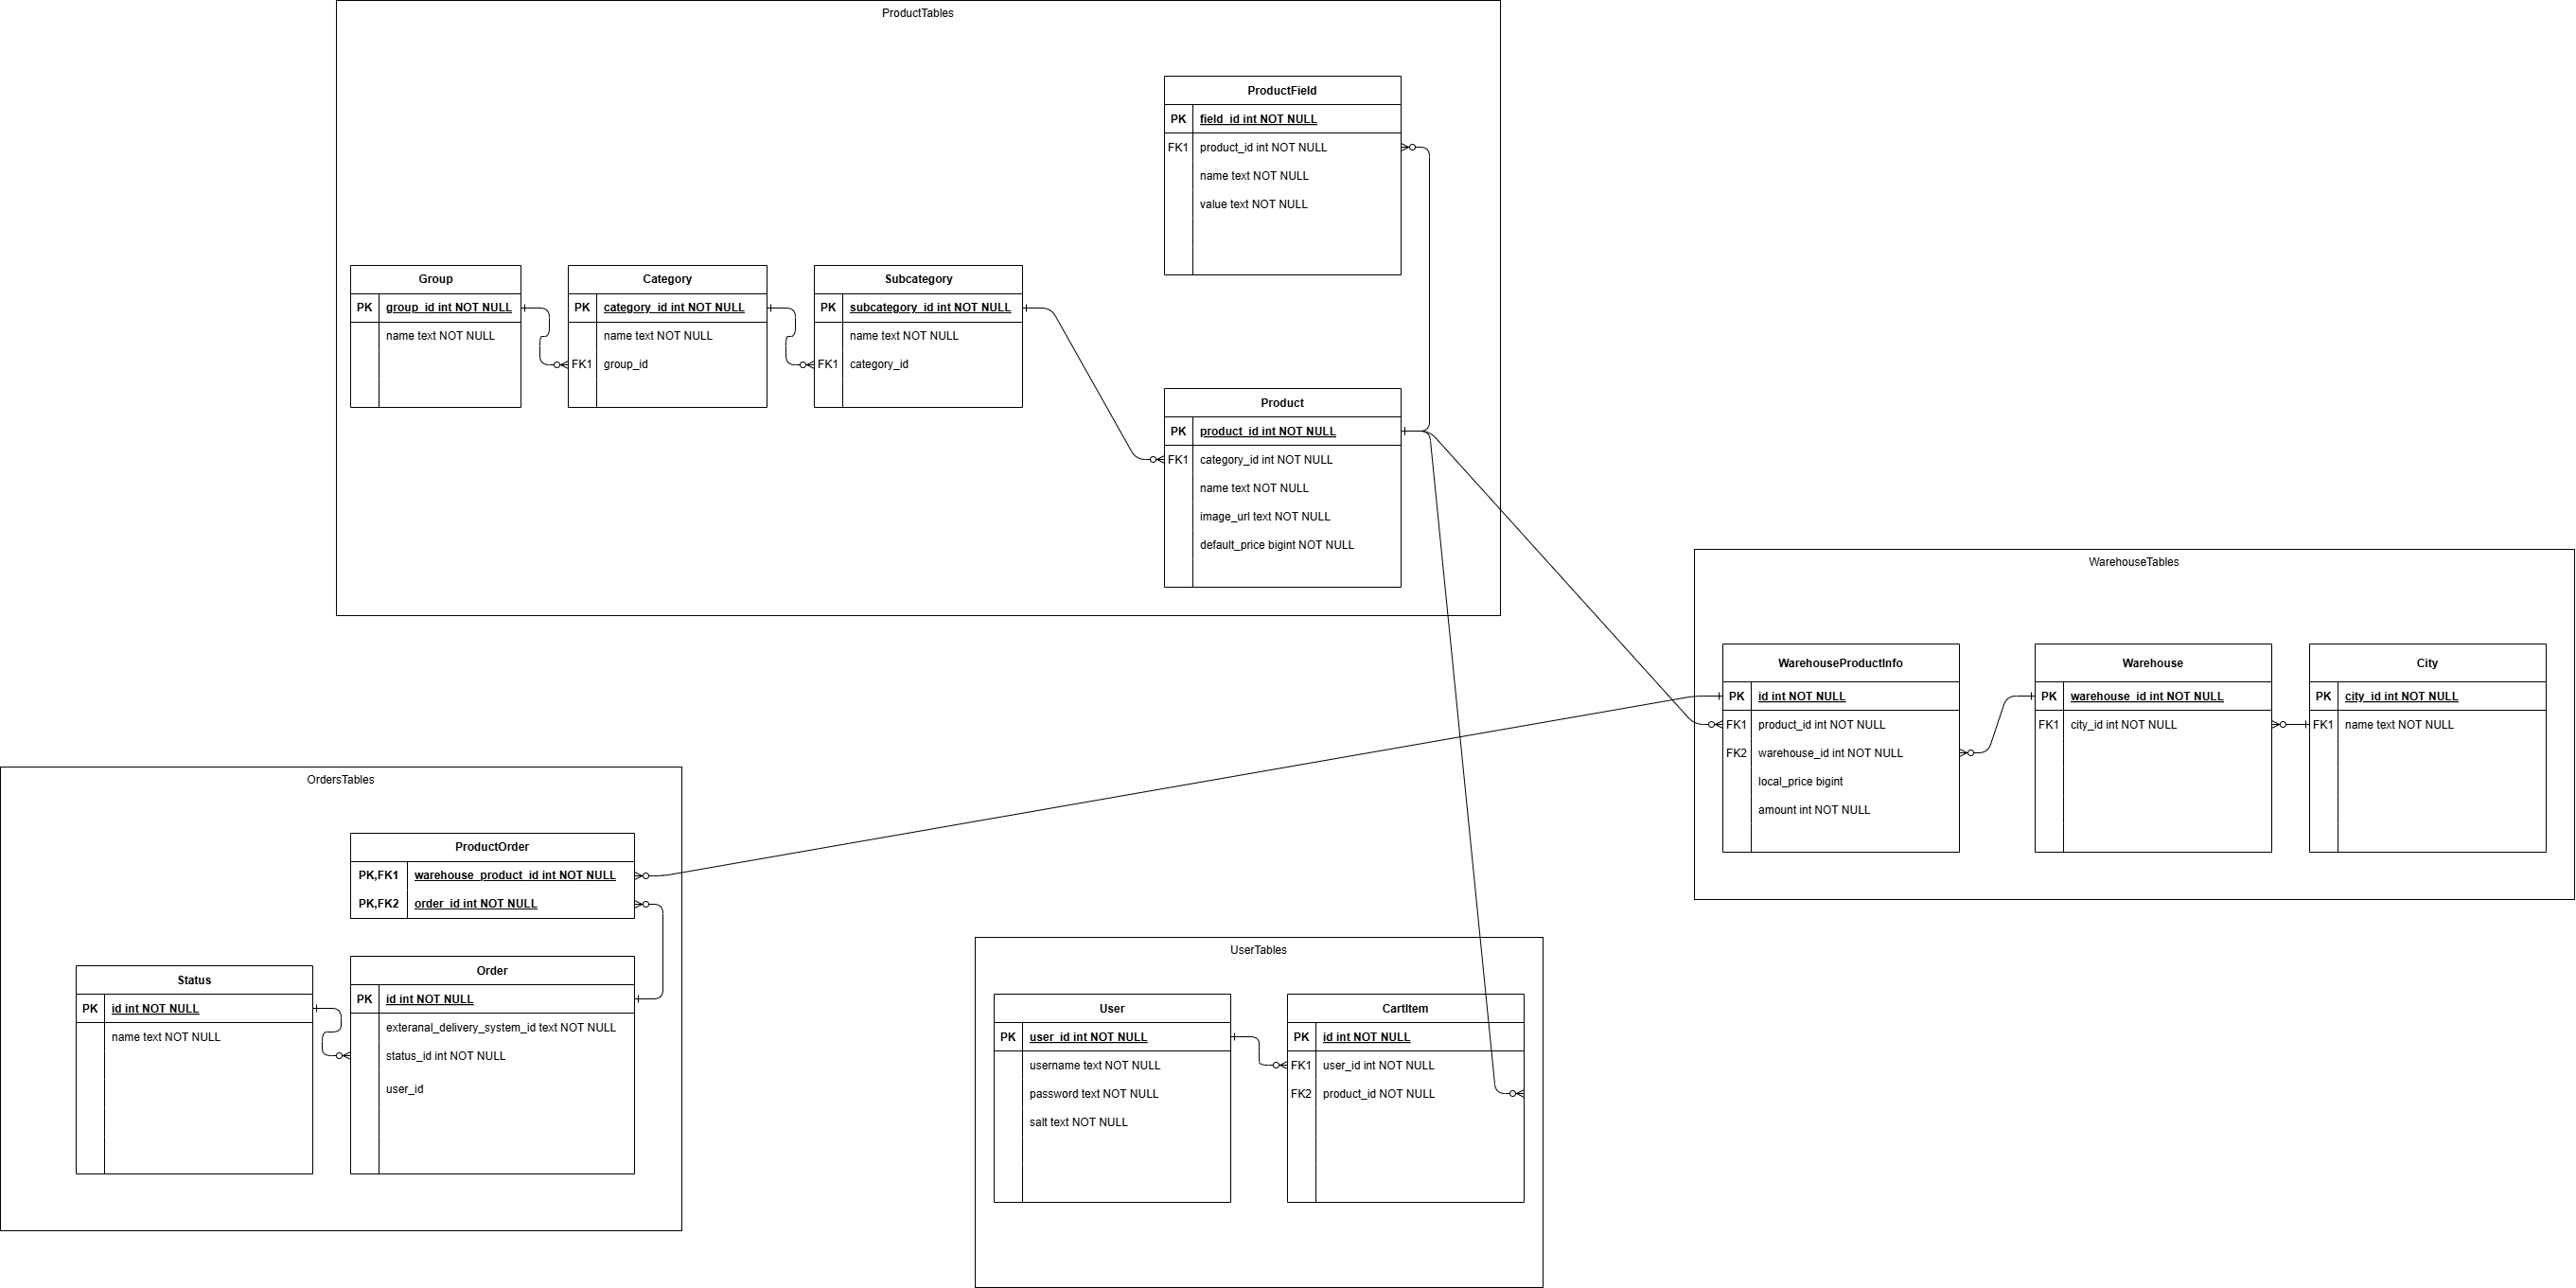 ProductTables
ProductField
PK field_id int NOT NULL
FK1 product_id int NOT NULL
name text NOT NULL
value text NOT NULL
Group
PK group_id int NOT NULL
name text NOT NULL
Category
PK category_id int NOT NULL
name text NOT NULL
FK1 group_id
Subcategory
PK subcategory_id int NOT NULL
name text NOT NULL
FK1 category_id
Product
PK product_id int NOT NULL
FK1 category_id int NOT NULL
name text NOT NULL
image_url text NOT NULL
default_price bigint NOT NULL
WarehouseTables
WarehouseProductInfo
PK id int NOT NULL
FK1 product_id int NOT NULL
FK2 warehouse_id int NOT NULL
local_price bigint
amount int NOT NULL
Warehouse
PK warehouse_id int NOT NULL
FK1 city_id int NOT NULL
City
PK city_id int NOT NULL
FK1 name text NOT NULL
OrdersTables
ProductOrder
PK,FK1 warehouse_product_id int NOT NULL
PK,FK2 order_id int NOT NULL
Status
PK id int NOT NULL
name text NOT NULL
Order
PK id int NOT NULL
exteranal_delivery_system_id text NOT NULL
status_id int NOT NULL
user_id
UserTables
User
PK user_id int NOT NULL
username text NOT NULL
password text NOT NULL
salt text NOT NULL
CartItem
PK id int NOT NULL
FK1 user_id int NOT NULL
FK2 product_id NOT NULL